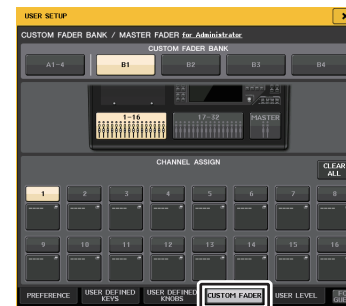 USER SETUP
CUSTOM FADER BANK / MASTER FADER for Administrator
CUSTOM FADER BANK
A1-4 B1 B2 B3 B4
1-16 17-32 MASTER
CHANNEL ASSIGN
CLEAR ALL
1 2 3 4 5 6 7 8
---- ---- ---- ---- ---- ---- ---- ----
9 10 11 12 13 14 15 16
---- ---- ---- ---- ---- ---- ---- ----
PREFERENCE USER DEFINED KEYS USER DEFINED KNOBS CUSTOM FADER USER LEVEL